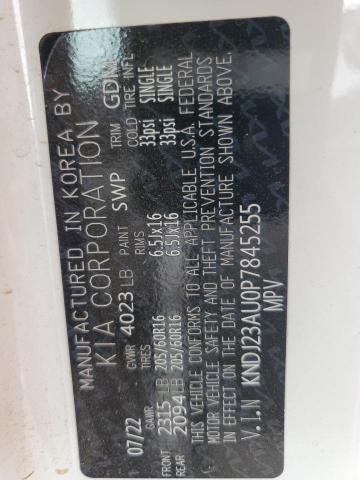 MANUFACTURED IN KOREA BY
KIA CORPORATION
GVWR 4023 LB PAINT SWP TRIM GDM
07/22 GAWR TIRES RIMS COLD TIRE INFL
FRONT 2315 LB 205/60R16 6.5Jx16 33psi SINGLE
REAR 2094 LB 205/60R16 6.5Jx16 33psi SINGLE
THIS VEHICLE CONFORMS TO ALL APPLICABLE U.S.A. FEDERAL
MOTOR VEHICLE SAFETY AND THEFT PREVENTION STANDARDS
IN EFFECT ON THE DATE OF MANUFACTURE SHOWN ABOVE.
V.I.N KNDJ23AU0P7845255
MPV